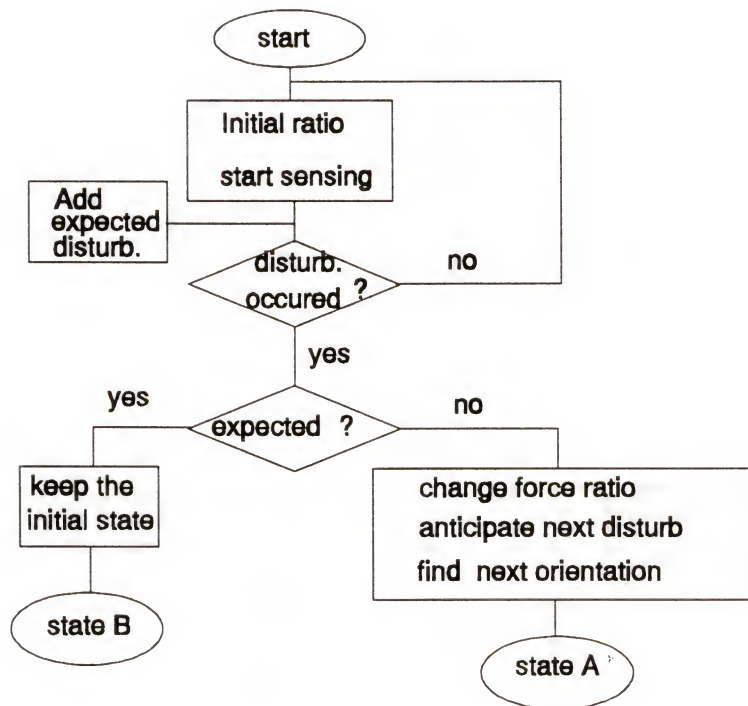 start
Initial ratio
start sensing
Add
expected
disturb.
disturb.
occured ?
no
yes
yes
expected ?
no
keep the
initial state
change force ratio
anticipate next disturb
find next orientation
state B
state A